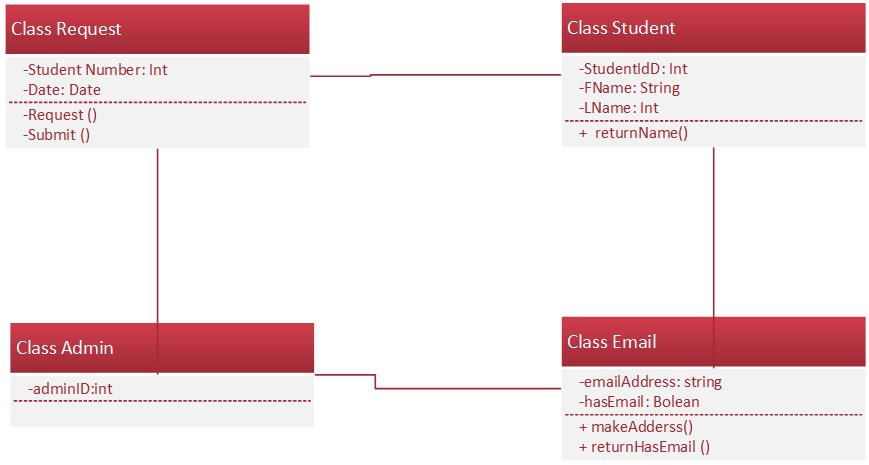 Class Request
-Student Number: Int
-Date: Date
-Request ()
-Submit ()
Class Student
-StudentIdD: Int
-FName: String
-LName: Int
+ returnName()
Class Admin
-adminID:int
Class Email
-emailAddress: string
-hasEmail: Bolean
+ makeAdderss()
+ returnHasEmail ()